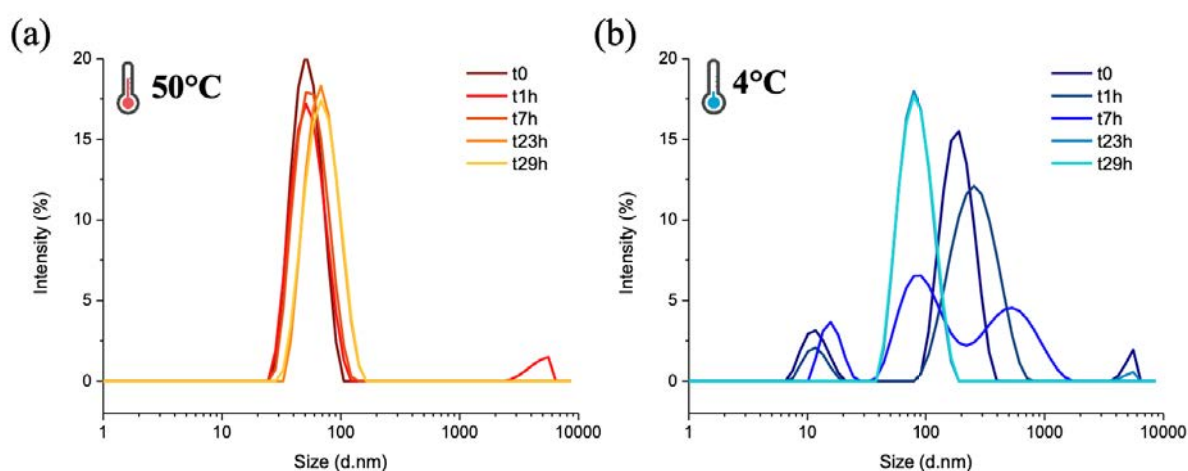 (a)
50°C
t0
t1h
t7h
t23h
t29h
20
15
10
5
0
Intensity (%)
1
10
100
1000
10000
Size (d.nm)
(b)
4°C
t0
t1h
t7h
t23h
t29h
20
15
10
5
0
Intensity (%)
1
10
100
1000
10000
Size (d.nm)